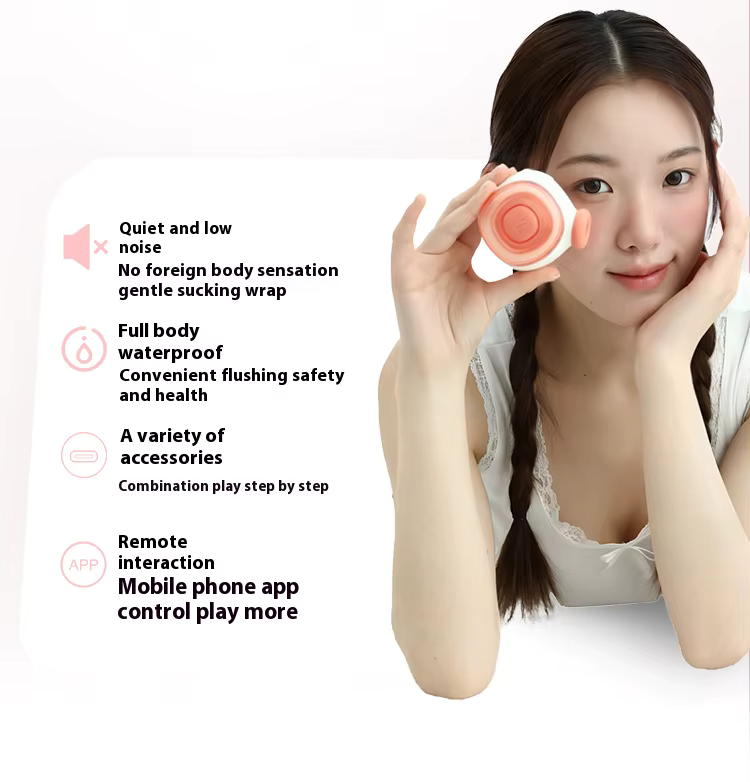 Quiet and low
noise
No foreign body sensation
gentle sucking wrap
Full body
waterproof
Convenient flushing safety
and health
A variety of
accessories
Combination play step by step
APP
Remote
interaction
Mobile phone app
control play more